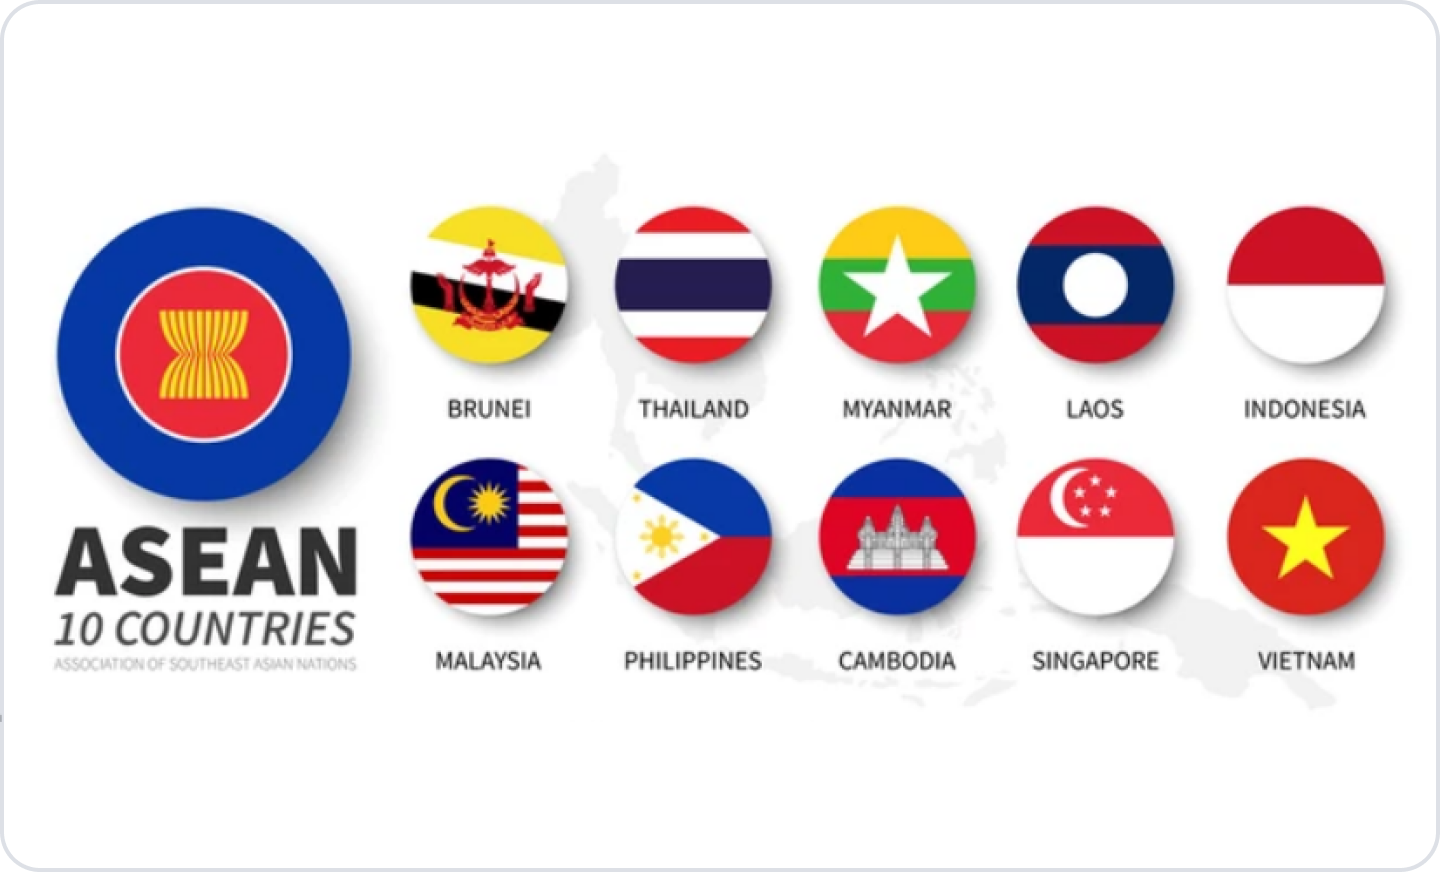 ASEAN
10 COUNTRIES
ASSOCIATION OF SOUTHEAST ASIAN NATIONS
BRUNEI
THAILAND
MYANMAR
LAOS
INDONESIA
MALAYSIA
PHILIPPINES
CAMBODIA
SINGAPORE
VIETNAM